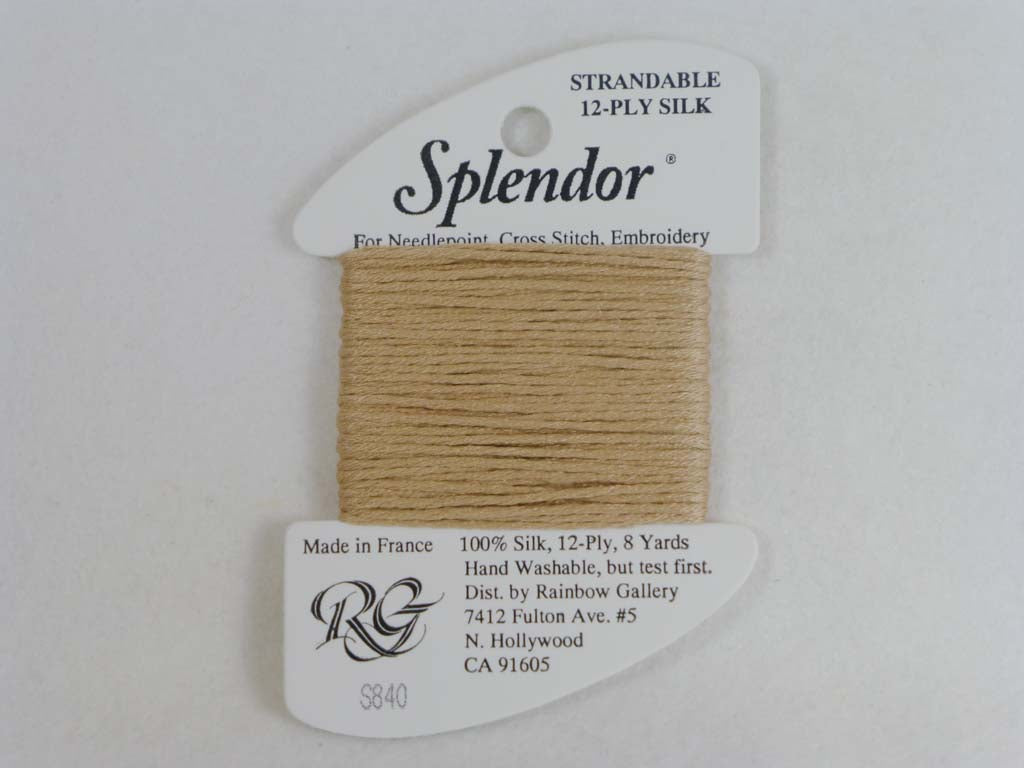 STRANDABLE
12-PLY SILK
Splendor®
For Needlepoint, Cross Stitch, Embroidery
Made in France
100% Silk, 12-Ply, 8 Yards
Hand Washable, but test first.
Dist. by Rainbow Gallery
7412 Fulton Ave. #5
N. Hollywood
CA 91605
RG
S840